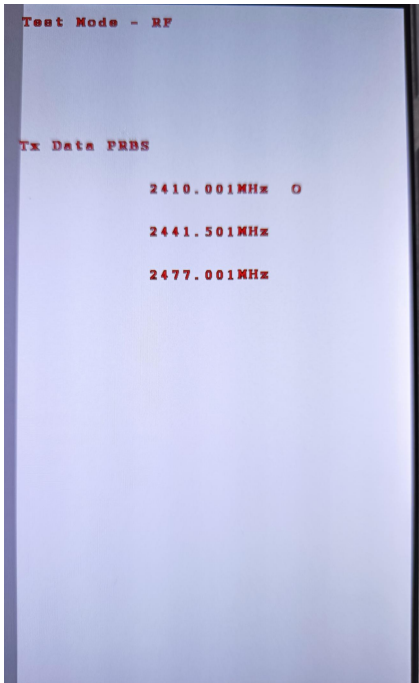 Test Mode - RF
Tx Data PRBS
2410.001MHz O
2441.501MHz
2477.001MHz